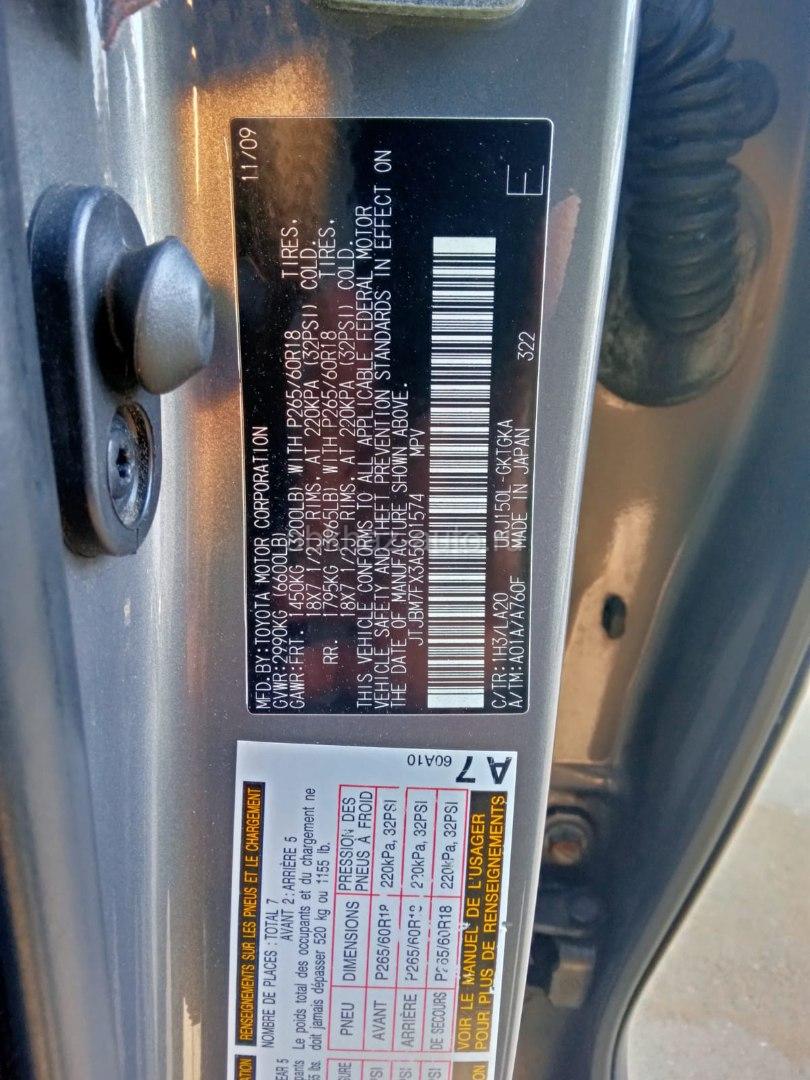 11/09
MFD.BY:TOYOTA MOTOR CORPORATION
GVWR:2990KG (6600LB)
GAWR:FRT. 1450KG (3200LB) WITH P265/60R18 TIRES,
18X7 1/2J RIMS, AT 220KPA (32PSI) COLD.
RR. 1795KG (3965LB) WITH P265/60R18 TIRES,
18X7 1/2J RIMS, AT 220KPA (32PSI) COLD.
THIS VEHICLE CONFORMS TO ALL APPLICABLE FEDERAL MOTOR
VEHICLE SAFETY AND THEFT PREVENTION STANDARDS IN EFFECT ON
THE DATE OF MANUFACTURE SHOWN ABOVE.
JTJBM7FX3A5001574 MPV
C/TR:1H3/LA20 GRJ150L-GKTGKA
A/TM:A01A/A760F MADE IN JAPAN 322
E
A7
60A10
RENSEIGNEMENTS SUR LES PNEUS ET LE CHARGEMENT
NOMBRE DE PLACES :TOTAL 7
AVANT 2:ARRIÈRE 5
Le poids total des occupants et du chargement ne
doit jamais dépasser 520 kg ou 1155 lb.
PNEU DIMENSIONS PRESSION DES PNEUS À FROID
AVANT P265/60R18 220kPa, 32PSI
ARRIÈRE P265/60R18 220kPa, 32PSI
DE SECOURS P265/60R18 220kPa, 32PSI
VOIR LE MANUEL DE L'USAGER
POUR PLUS DE RENSEIGNEMENTS